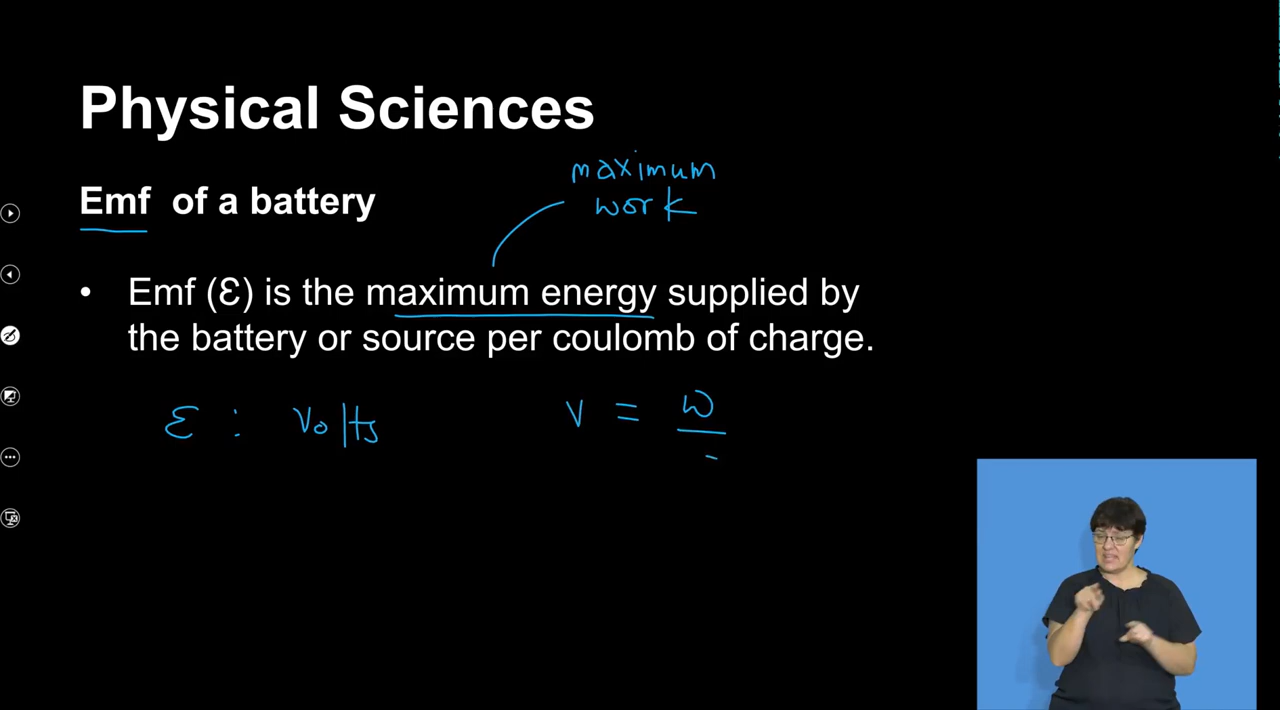 Physical Sciences
maximum
work
Emf of a battery
• Emf (Ɛ) is the maximum energy supplied by
the battery or source per coulomb of charge.
Ɛ : Volts
V = W